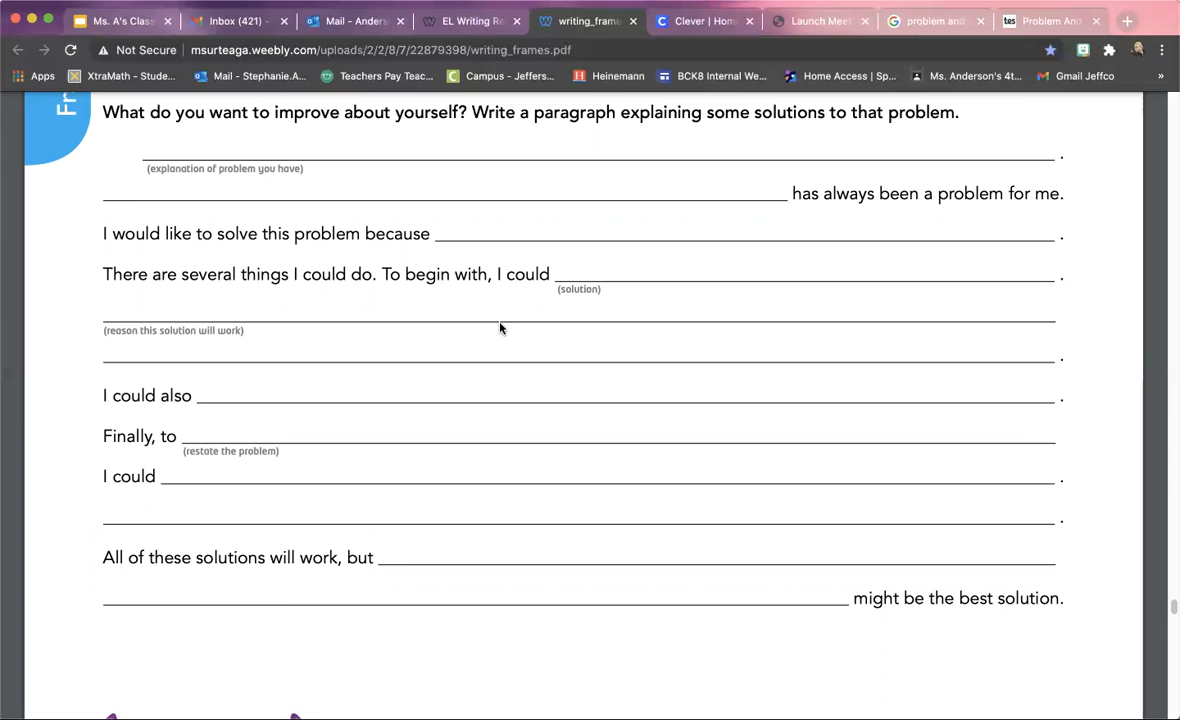 Ms. A's Clas
Inbox (421) -
Mail - Anders
EL Writing Re
writing_frame
Clever | Hom
Launch Meet
problem and
tes Problem And
Not Secure | msurteaga.weebly.com/uploads/2/2/8/7/22879398/writing_frames.pdf
Apps
XtraMath - Stude...
Mail - Stephanie.A...
Teachers Pay Teac...
Campus - Jeffers...
Heinemann
BCK8 Internal We...
Home Access | Sp...
Ms. Anderson's 4t...
Gmail Jeffco
»
Fr
What do you want to improve about yourself? Write a paragraph explaining some solutions to that problem.
.
(explanation of problem you have)
has always been a problem for me.
I would like to solve this problem because .
There are several things I could do. To begin with, I could .
(solution)
(reason this solution will work)
.
I could also .
Finally, to
(restate the problem)
I could .
.
All of these solutions will work, but
might be the best solution.